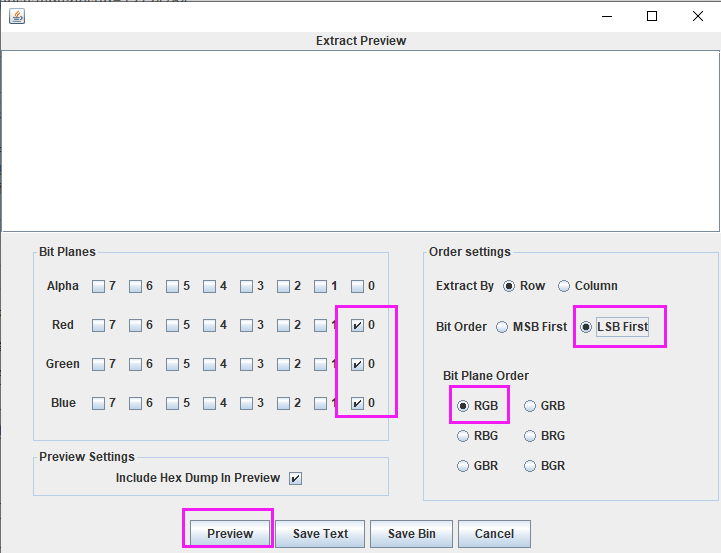 Extract Preview
Bit Planes
Alpha 7 6 5 4 3 2 1 0
Red 7 6 5 4 3 2 1 0
Green 7 6 5 4 3 2 1 0
Blue 7 6 5 4 3 2 1 0
Preview Settings
Include Hex Dump In Preview
Order settings
Extract By Row Column
Bit Order MSB First LSB First
Bit Plane Order
RGB GRB
RBG BRG
GBR BGR
Preview Save Text Save Bin Cancel